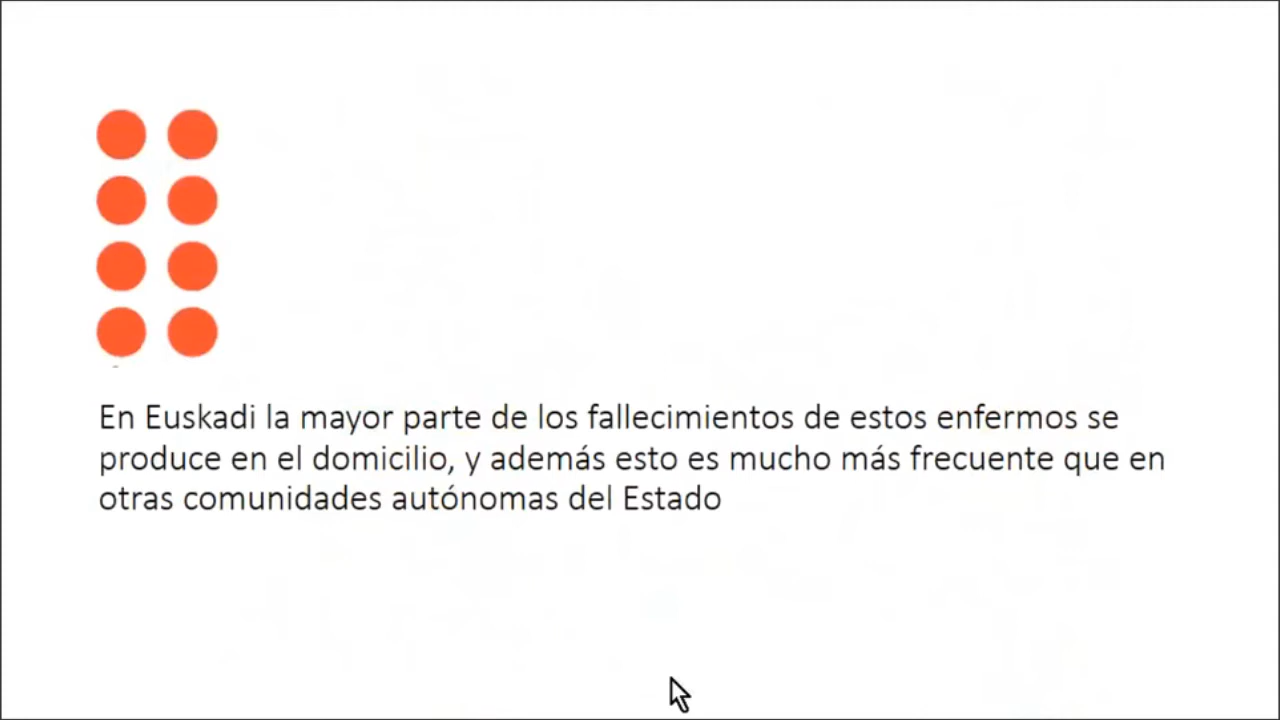 En Euskadi la mayor parte de los fallecimientos de estos enfermos se
produce en el domicilio, y además esto es mucho más frecuente que en
otras comunidades autónomas del Estado